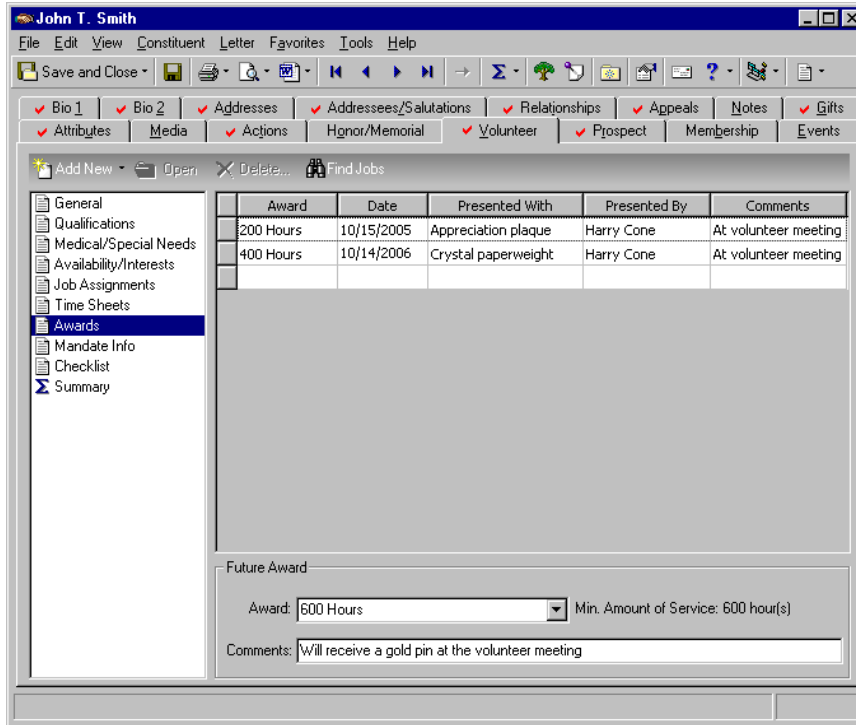 John T. Smith
File Edit View Constituent Letter Favorites Tools Help
Save and Close
Bio 1 Bio 2 Addresses Addressees/Salutations Relationships Appeals Notes Gifts
Attributes Media Actions Honor/Memorial Volunteer Prospect Membership Events
Add New Open Delete... Find Jobs
General
Qualifications
Medical/Special Needs
Availability/Interests
Job Assignments
Time Sheets
Awards
Mandate Info
Checklist
Summary
Award Date Presented With Presented By Comments
200 Hours 10/15/2005 Appreciation plaque Harry Cone At volunteer meeting
400 Hours 10/14/2006 Crystal paperweight Harry Cone At volunteer meeting
Future Award
Award: 600 Hours Min. Amount of Service: 600 hour(s)
Comments: Will receive a gold pin at the volunteer meeting